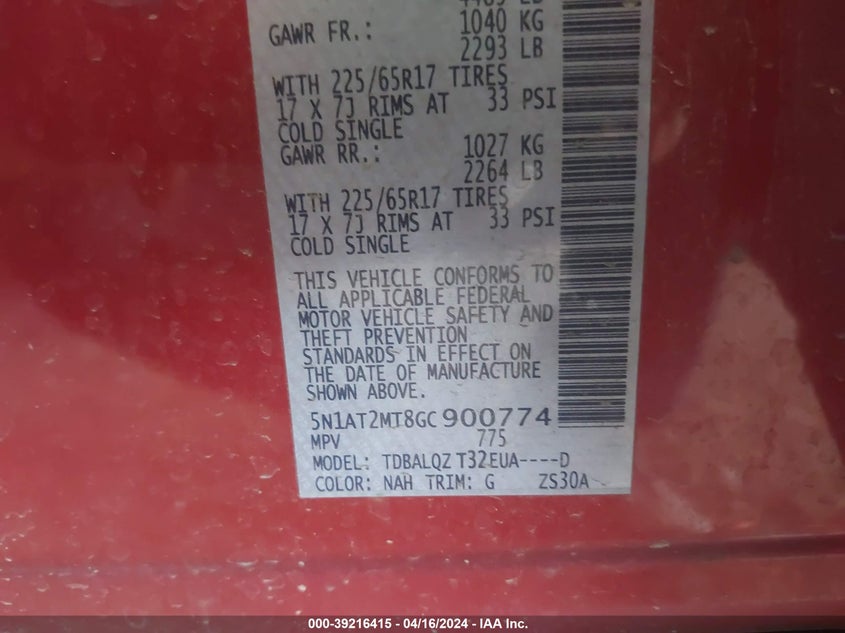 GAWR FR.: 1040 KG
2293 LB
WITH 225/65R17 TIRES
17 X 7J RIMS AT 33 PSI
COLD SINGLE
GAWR RR.: 1027 KG
2264 LB
WITH 225/65R17 TIRES
17 X 7J RIMS AT 33 PSI
COLD SINGLE
THIS VEHICLE CONFORMS TO
ALL APPLICABLE FEDERAL
MOTOR VEHICLE SAFETY AND
THEFT PREVENTION
STANDARDS IN EFFECT ON
THE DATE OF MANUFACTURE
SHOWN ABOVE.
5N1AT2MT8GC900774
MPV 775
MODEL: TDBALQZ T32EUA----D
COLOR: NAH TRIM: G ZS30A
000-39216415 - 04/16/2024 - IAA Inc.